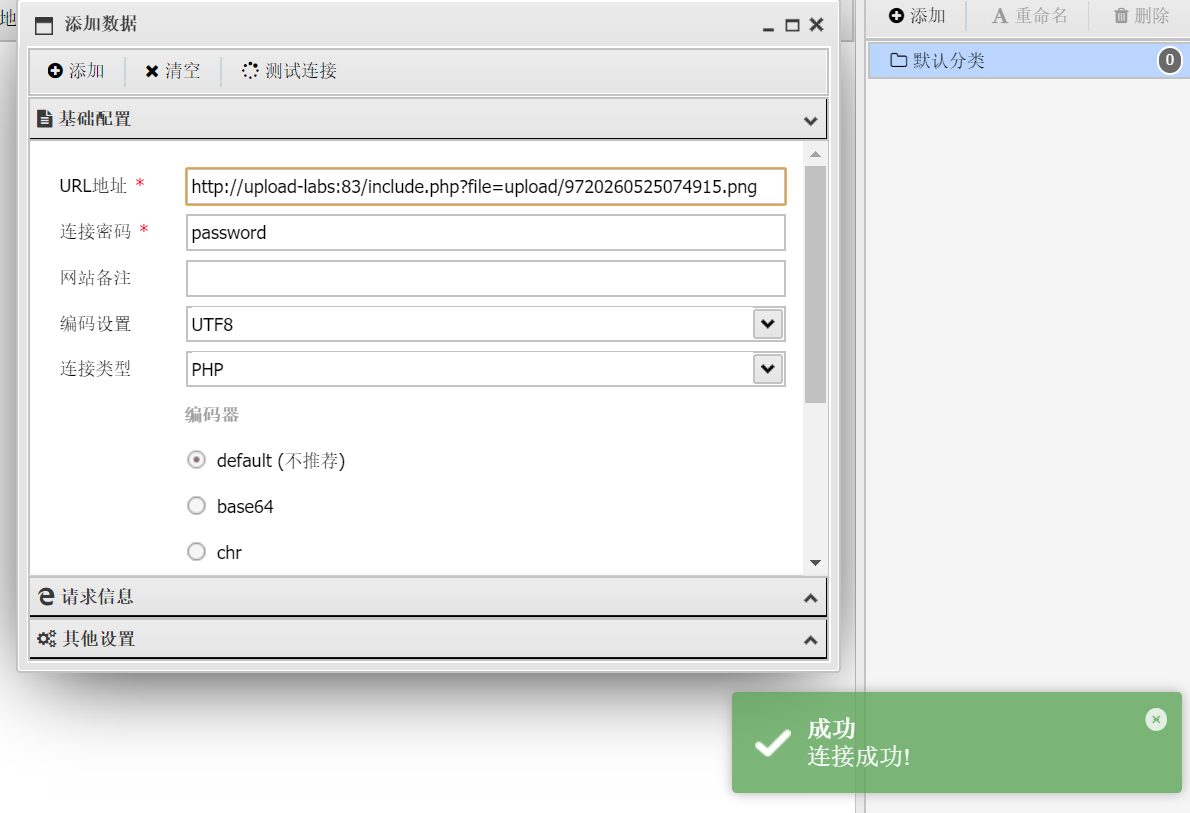 地
添加数据
添加 清空 测试连接
基础配置
URL地址 * http://upload-labs:83/include.php?file=upload/9720260525074915.png
连接密码 * password
网站备注
编码设置 UTF8
连接类型 PHP
编码器
default (不推荐)
base64
chr
请求信息
其他设置
添加 A 重命名 删除
默认分类 0
成功
连接成功!